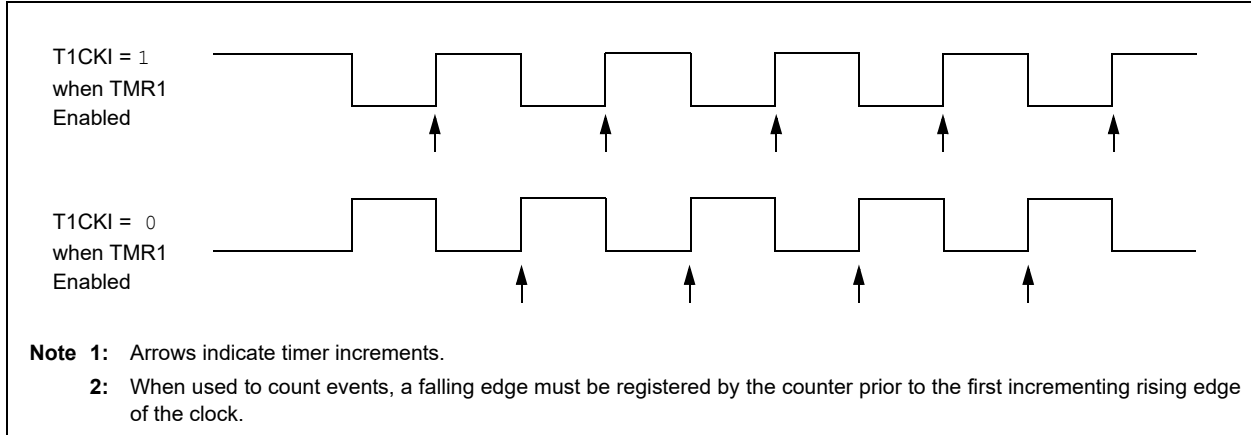 T1CKI = 1
when TMR1
Enabled
T1CKI = 0
when TMR1
Enabled
Note 1: Arrows indicate timer increments.
2: When used to count events, a falling edge must be registered by the counter prior to the first incrementing rising edge
of the clock.